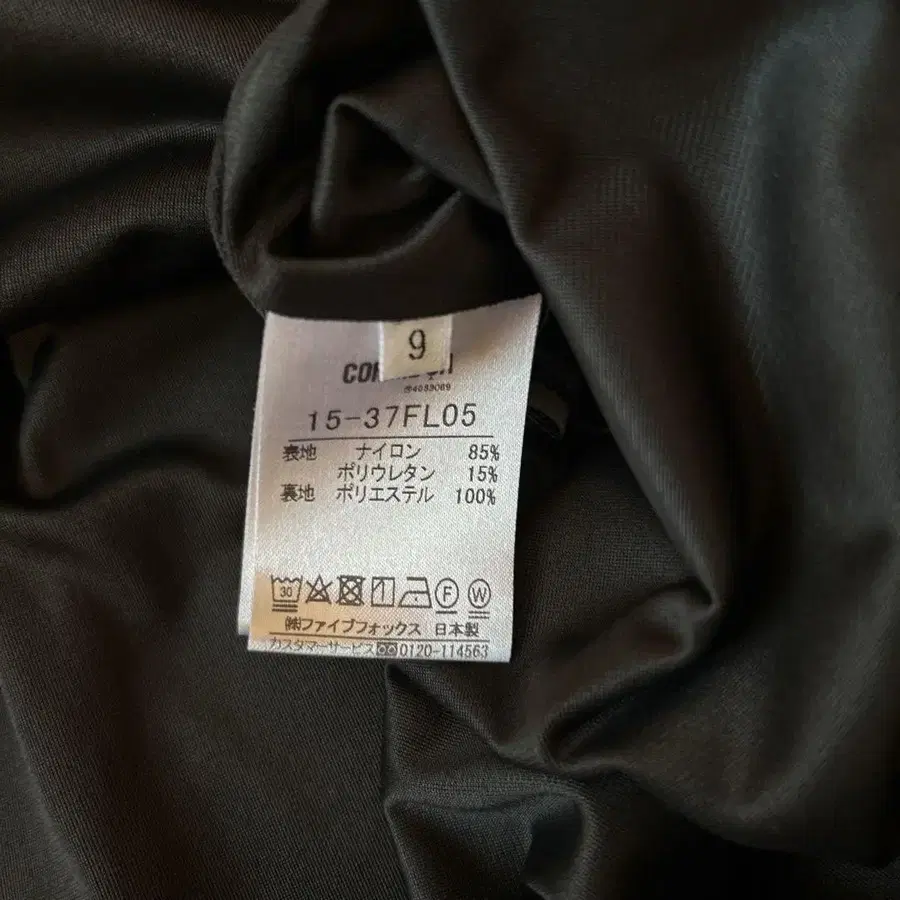 9
Ⓟ4083069
15-37FL05
表地 ナイロン 85%
ポリウレタン 15%
裏地 ポリエステル 100%
30 F W
㈱ファイブフォックス 日本製
カスタマーサービス 0120-114563